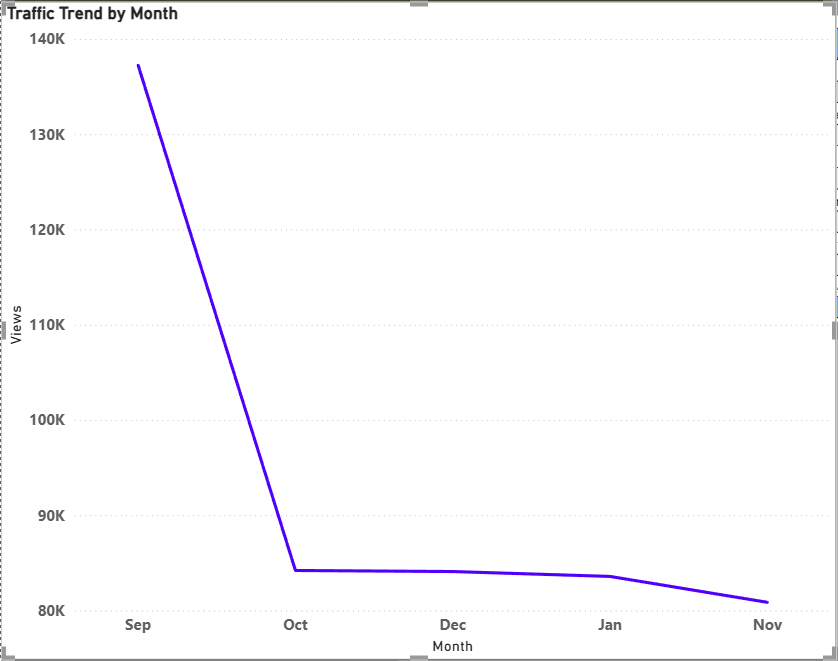 Traffic Trend by Month
140K
130K
120K
110K
100K
90K
80K
Views
Sep Oct Dec Jan Nov
Month